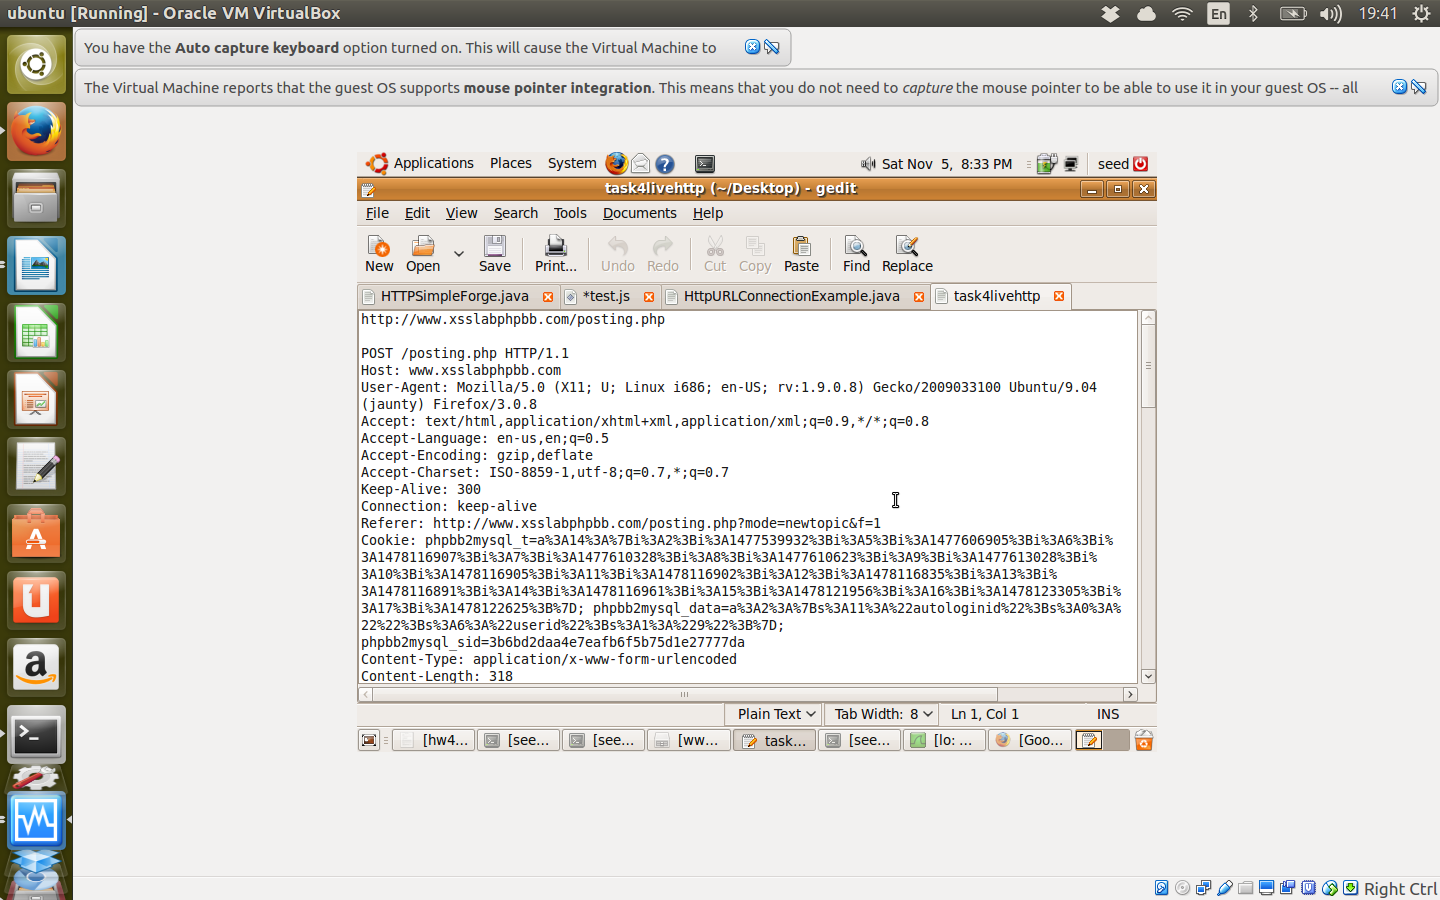 ubuntu [Running] - Oracle VM VirtualBox
En
19:41
You have the Auto capture keyboard option turned on. This will cause the Virtual Machine to
The Virtual Machine reports that the guest OS supports mouse pointer integration. This means that you do not need to capture the mouse pointer to be able to use it in your guest OS -- all
Applications Places System
Sat Nov 5, 8:33 PM
seed
task4livehttp (~/Desktop) - gedit
File Edit View Search Tools Documents Help
New Open Save Print... Undo Redo Cut Copy Paste Find Replace
HTTPSimpleForge.java *test.js HttpURLConnectionExample.java task4livehttp
http://www.xsslabphpbb.com/posting.php
POST /posting.php HTTP/1.1
Host: www.xsslabphpbb.com
User-Agent: Mozilla/5.0 (X11; U; Linux i686; en-US; rv:1.9.0.8) Gecko/2009033100 Ubuntu/9.04
(jaunty) Firefox/3.0.8
Accept: text/html,application/xhtml+xml,application/xml;q=0.9,*/*;q=0.8
Accept-Language: en-us,en;q=0.5
Accept-Encoding: gzip,deflate
Accept-Charset: ISO-8859-1,utf-8;q=0.7,*;q=0.7
Keep-Alive: 300
Connection: keep-alive
Referer: http://www.xsslabphpbb.com/posting.php?mode=newtopic&f=1
Cookie: phpbb2mysql_t=a%3A14%3A%7Bi%3A2%3Bi%3A1477539932%3Bi%3A5%3Bi%3A1477606905%3Bi%3A6%3Bi%
3A1478116907%3Bi%3A7%3Bi%3A1477610328%3Bi%3A8%3Bi%3A1477610623%3Bi%3A9%3Bi%3A1477613028%3Bi%
3A10%3Bi%3A1478116905%3Bi%3A11%3Bi%3A1478116902%3Bi%3A12%3Bi%3A1478116835%3Bi%3A13%3Bi%
3A1478116891%3Bi%3A14%3Bi%3A1478116961%3Bi%3A15%3Bi%3A1478121956%3Bi%3A16%3Bi%3A1478123305%3Bi%
3A17%3Bi%3A1478122625%3B%7D; phpbb2mysql_data=a%3A2%3A%7Bs%3A11%3A%22autologinid%22%3Bs%3A0%3A%
22%22%3Bs%3A6%3A%22userid%22%3Bs%3A1%3A%229%22%3B%7D;
phpbb2mysql_sid=3b6bd2daa4e7eafb6f5b75d1e27777da
Content-Type: application/x-www-form-urlencoded
Content-Length: 318
Plain Text Tab Width: 8 Ln 1, Col 1 INS
[hw4... [see... [see... [ww... task... [see... [lo: ... [Goo...
Right Ctrl